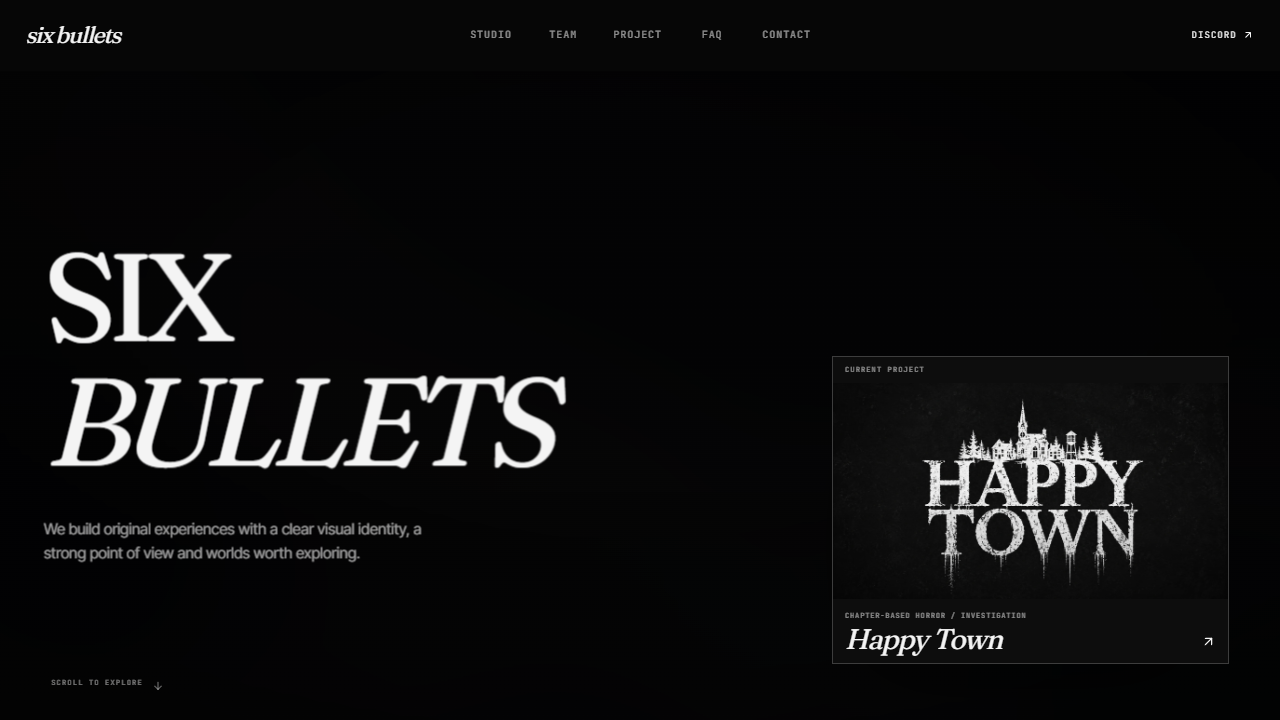 six bullets
STUDIO
TEAM
PROJECT
FAQ
CONTACT
DISCORD
SIX
BULLETS
We build original experiences with a clear visual identity, a
strong point of view and worlds worth exploring.
SCROLL TO EXPLORE
CURRENT PROJECT
HAPPY
TOWN
CHAPTER-BASED HORROR / INVESTIGATION
Happy Town